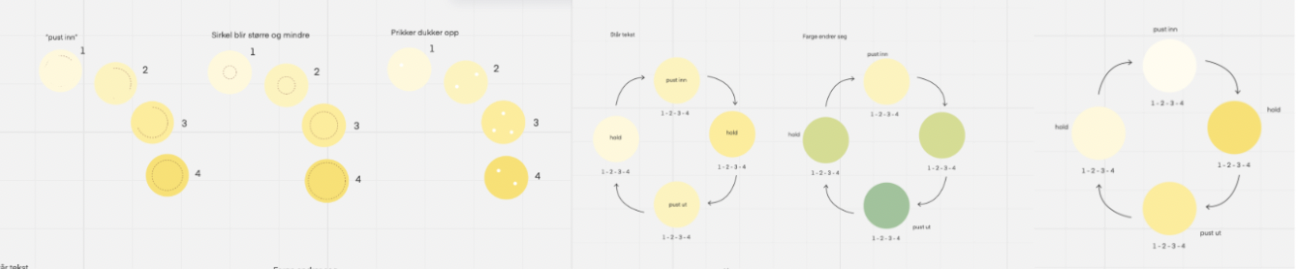 "pust inn"
1
2
3
4
Sirkel blir større og mindre
1
2
3
4
Prikker dukker opp
1
2
3
4
Står tekst
pust inn
1 - 2 - 3 - 4
hold
1 - 2 - 3 - 4
pust ut
1 - 2 - 3 - 4
hold
1 - 2 - 3 - 4
Farge endrer seg
pust inn
1 - 2 - 3 - 4
1 - 2 - 3 - 4
pust ut
1 - 2 - 3 - 4
hold
1 - 2 - 3 - 4
pust inn
1 - 2 - 3 - 4
hold
1 - 2 - 3 - 4
pust ut
1 - 2 - 3 - 4
hold
1 - 2 - 3 - 4
år tekst